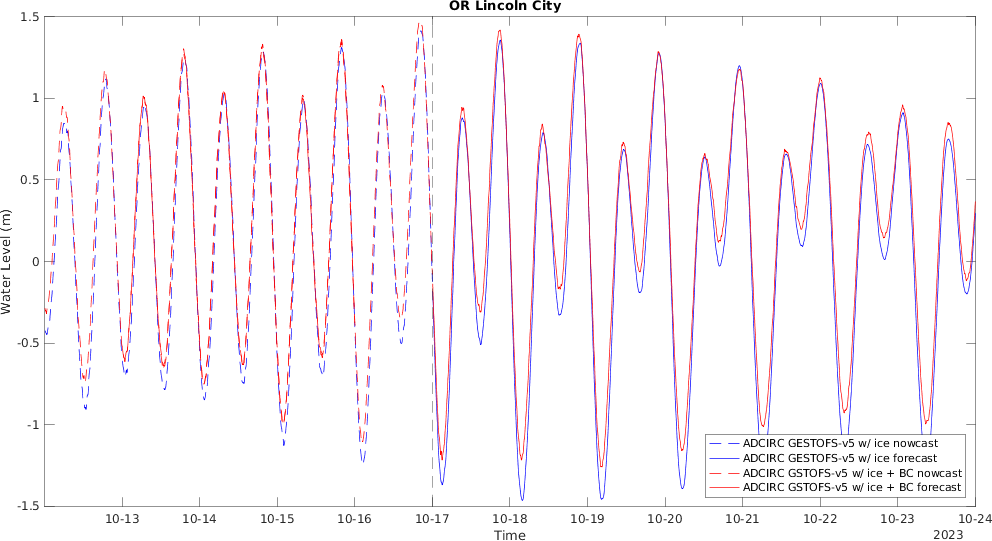 OR Lincoln City
1.5
1
0.5
0
-0.5
-1
-1.5
Water Level (m)
ADCIRC GESTOFS-v5 w/ ice nowcast
ADCIRC GESTOFS-v5 w/ ice forecast
ADCIRC GSTOFS-v5 w/ ice + BC nowcast
ADCIRC GSTOFS-v5 w/ ice + BC forecast
10-13 10-14 10-15 10-16 10-17 10-18 10-19 10-20 10-21 10-22 10-23 10-24
Time
2023